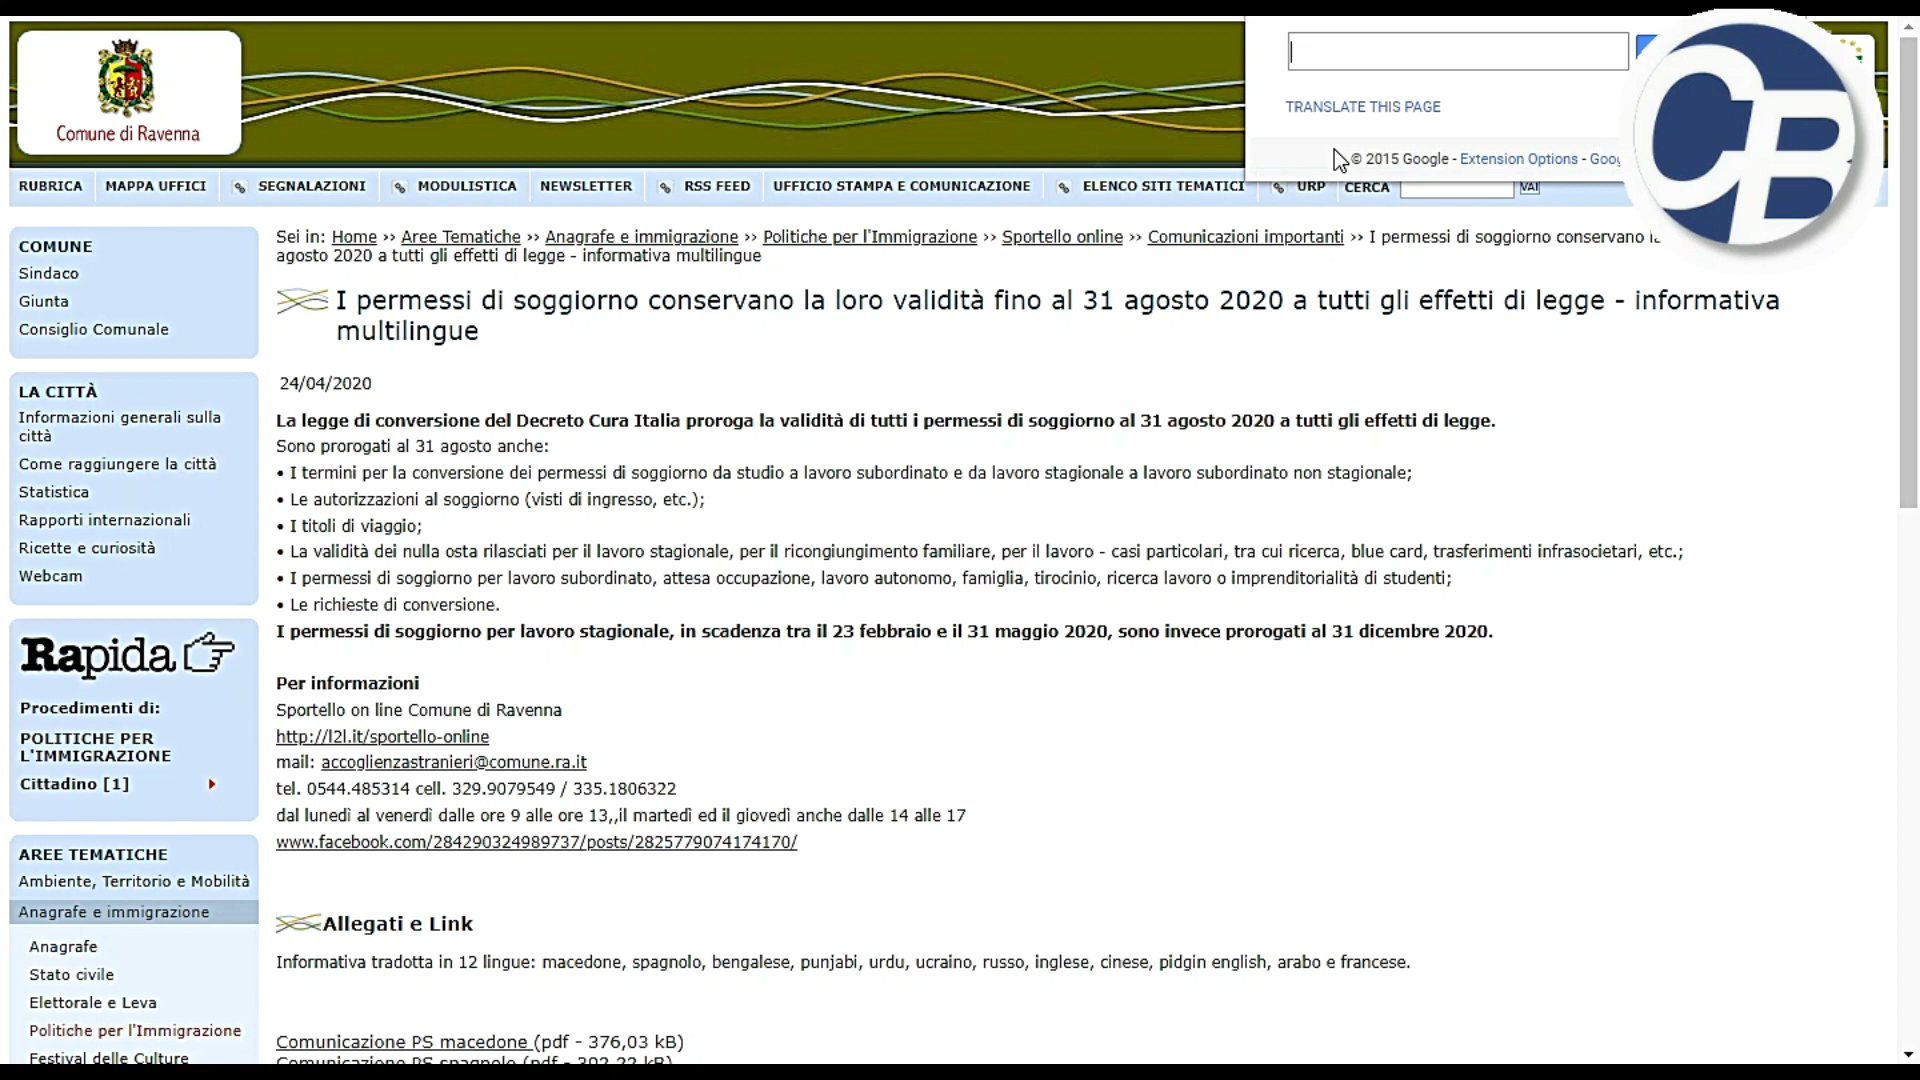 Comune di Ravenna
TRANSLATE THIS PAGE
© 2015 Google - Extension Options -
CB
RUBRICA MAPPA UFFICI SEGNALAZIONI MODULISTICA NEWSLETTER RSS FEED UFFICIO STAMPA E COMUNICAZIONE ELENCO SITI TEMATICI URP CERCA VAI
COMUNE
Sindaco
Giunta
Consiglio Comunale
LA CITTÀ
Informazioni generali sulla
città
Come raggiungere la città
Statistica
Rapporti internazionali
Ricette e curiosità
Webcam
Rapida
Procedimenti di:
POLITICHE PER
L'IMMIGRAZIONE
Cittadino [1]
AREE TEMATICHE
Ambiente, Territorio e Mobilità
Anagrafe e immigrazione
Anagrafe
Stato civile
Elettorale e Leva
Politiche per l'Immigrazione
Festival delle Culture
Sei in: Home ›› Aree Tematiche ›› Anagrafe e immigrazione ›› Politiche per l'Immigrazione ›› Sportello online ›› Comunicazioni importanti ›› I permessi di soggiorno conservano
agosto 2020 a tutti gli effetti di legge - informativa multilingue
I permessi di soggiorno conservano la loro validità fino al 31 agosto 2020 a tutti gli effetti di legge - informativa
multilingue
24/04/2020
La legge di conversione del Decreto Cura Italia proroga la validità di tutti i permessi di soggiorno al 31 agosto 2020 a tutti gli effetti di legge.
Sono prorogati al 31 agosto anche:
• I termini per la conversione dei permessi di soggiorno da studio a lavoro subordinato e da lavoro stagionale a lavoro subordinato non stagionale;
• Le autorizzazioni al soggiorno (visti di ingresso, etc.);
• I titoli di viaggio;
• La validità dei nulla osta rilasciati per il lavoro stagionale, per il ricongiungimento familiare, per il lavoro - casi particolari, tra cui ricerca, blue card, trasferimenti infrasocietari, etc.;
• I permessi di soggiorno per lavoro subordinato, attesa occupazione, lavoro autonomo, famiglia, tirocinio, ricerca lavoro o imprenditorialità di studenti;
• Le richieste di conversione.
I permessi di soggiorno per lavoro stagionale, in scadenza tra il 23 febbraio e il 31 maggio 2020, sono invece prorogati al 31 dicembre 2020.
Per informazioni
Sportello on line Comune di Ravenna
http://l2l.it/sportello-online
mail: accoglienzastranieri@comune.ra.it
tel. 0544.485314 cell. 329.9079549 / 335.1806322
dal lunedì al venerdì dalle ore 9 alle ore 13,,il martedì ed il giovedì anche dalle 14 alle 17
www.facebook.com/284290324989737/posts/2825779074174170/
Allegati e Link
Informativa tradotta in 12 lingue: macedone, spagnolo, bengalese, punjabi, urdu, ucraino, russo, inglese, cinese, pidgin english, arabo e francese.
Comunicazione PS macedone (pdf - 376,03 kB)
Comunicazione PS spagnolo (pdf - 302,22 kB)